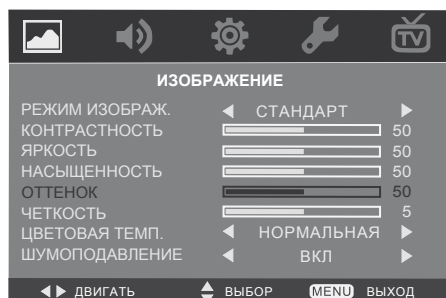 TV
ИЗОБРАЖЕНИЕ
РЕЖИМ ИЗОБРАЖ. СТАНДАРТ
КОНТРАСТНОСТЬ 50
ЯРКОСТЬ 50
НАСЫЩЕННОСТЬ 50
ОТТЕНОК 50
ЧЕТКОСТЬ 5
ЦВЕТОВАЯ ТЕМП. НОРМАЛЬНАЯ
ШУМОПОДАВЛЕНИЕ ВКЛ
ДВИГАТЬ ВЫБОР MENU ВЫХОД